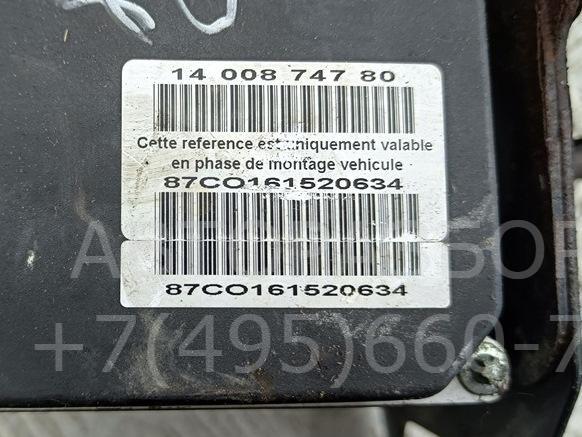 14 008 747 80
Cette reference est uniquement valable
en phase de montage vehicule
87CO161520634
87CO161520634
+7(495)660-7